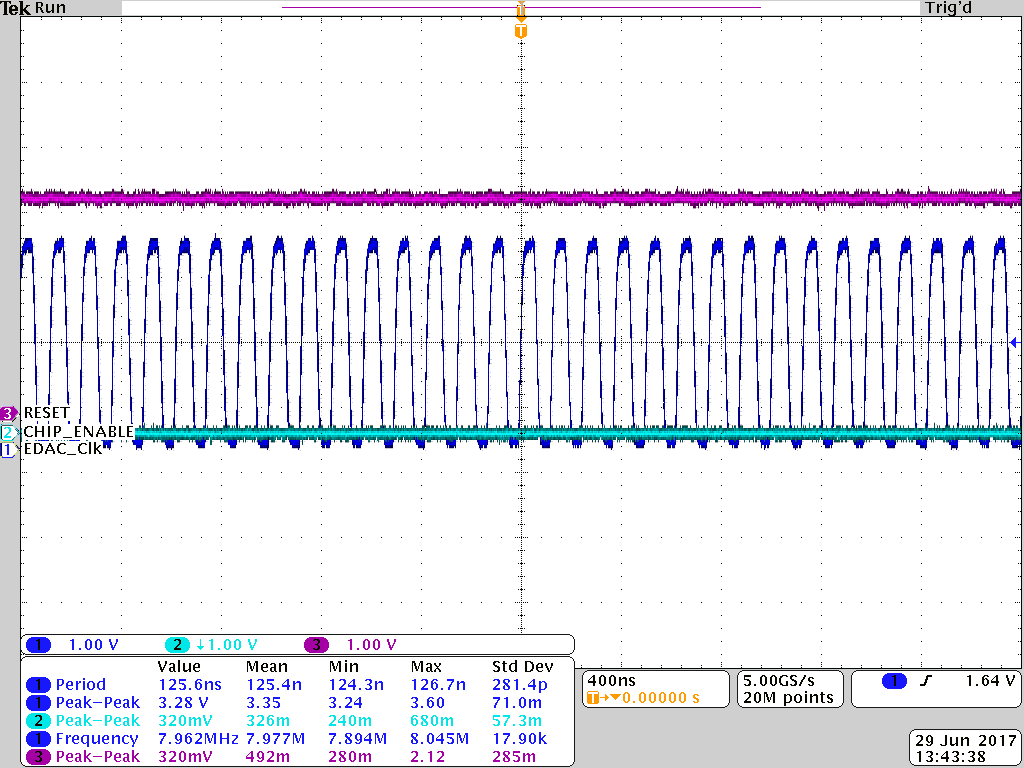 Tek Run Trig'd
T
T
3 RESET
2 CHIP_ENABLE
1 EDAC_ClK
1 1.00 V 2 ↓1.00 V 3 1.00 V
Value Mean Min Max Std Dev
1 Period 125.6ns 125.4n 124.3n 126.7n 281.4p
1 Peak-Peak 3.28 V 3.35 3.24 3.60 71.0m
2 Peak-Peak 320mV 326m 240m 680m 57.3m
1 Frequency 7.962MHz 7.977M 7.894M 8.045M 17.90k
3 Peak-Peak 320mV 492m 280m 2.12 285m
400ns
T→▼0.00000 s
5.00GS/s
20M points
1 1.64 V
29 Jun 2017
13:43:38